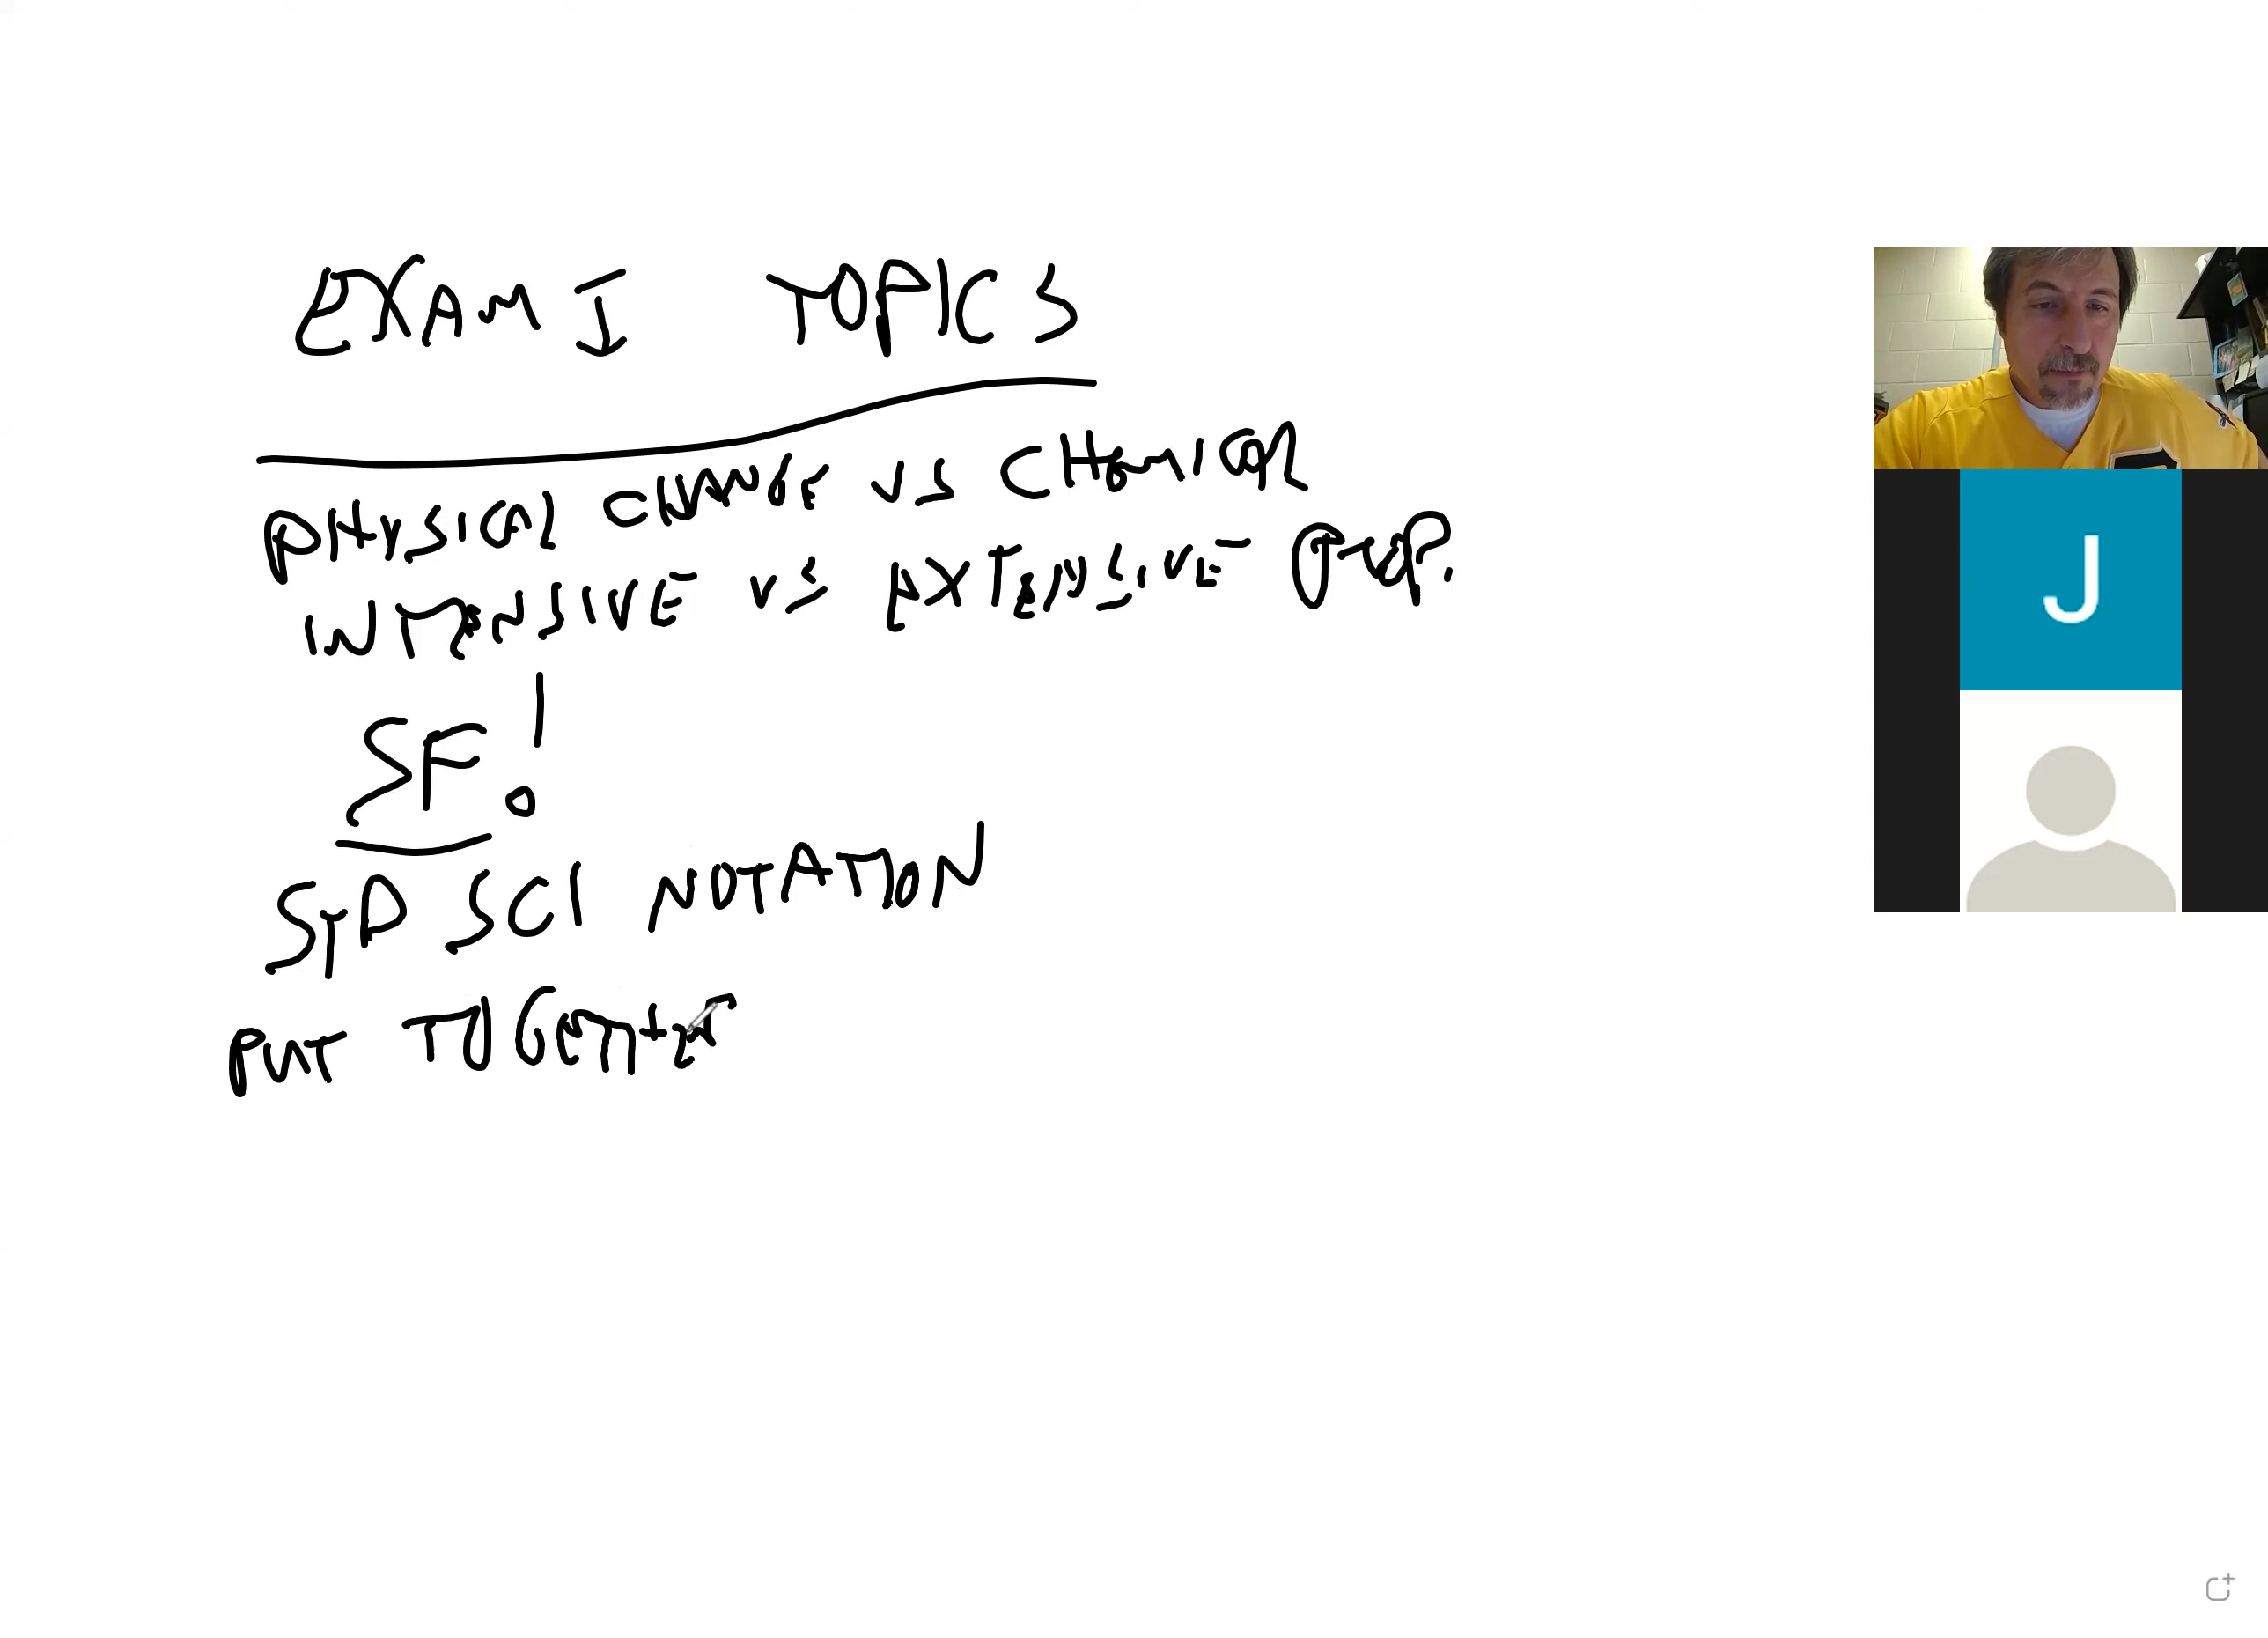 EXAM I TOPICS
PHYSICAL CHANGE VS CHEMICAL
INTENSIVE VS EXTENSIVE PROP.
SF!
STD SCI NOTATION
PUT TOGETHER
J